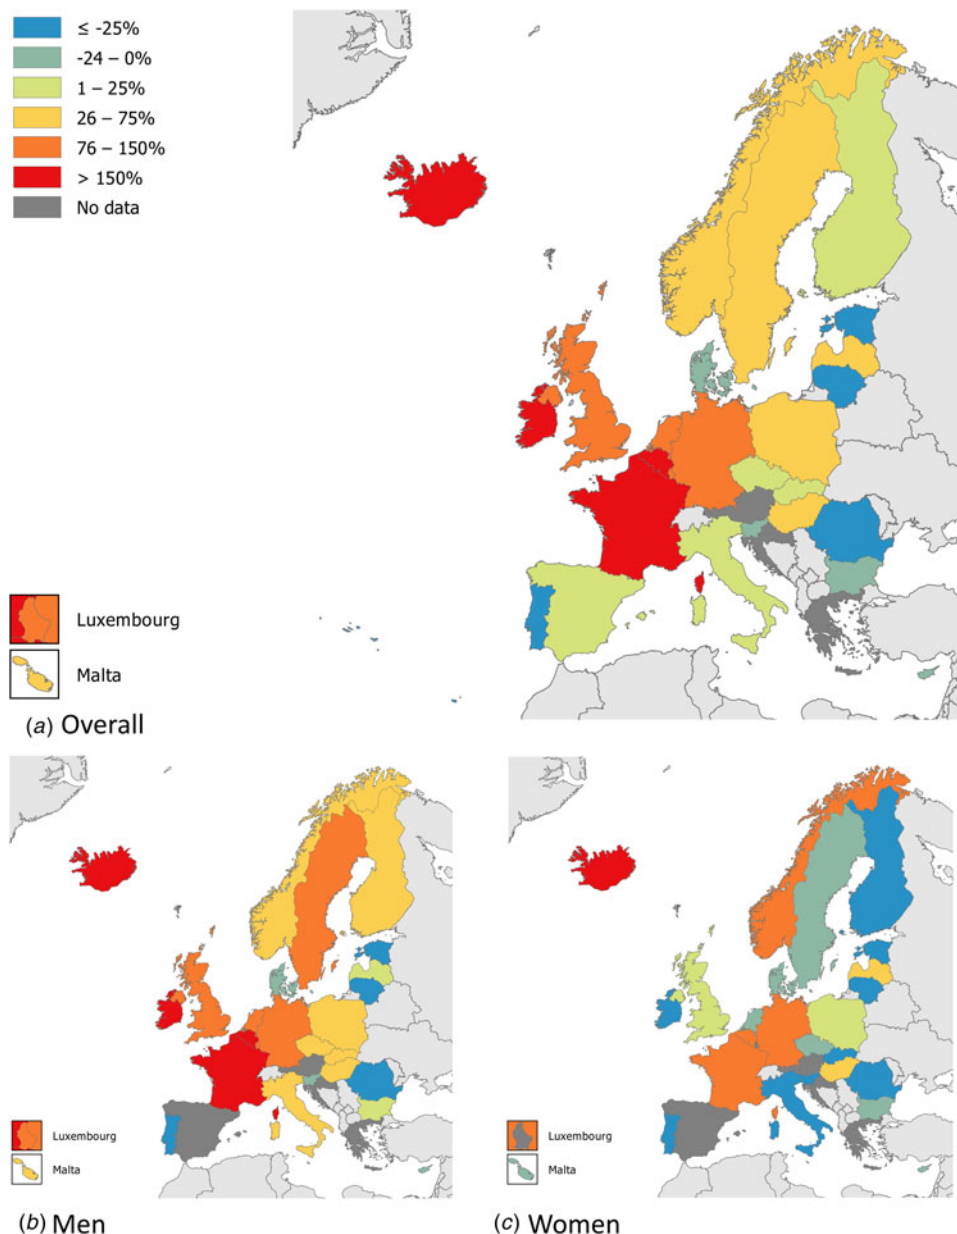 ≤ -25%
-24 – 0%
1 – 25%
26 – 75%
76 – 150%
> 150%
No data
Luxembourg
Malta
(a) Overall
Luxembourg
Malta
(b) Men
Luxembourg
Malta
(c) Women